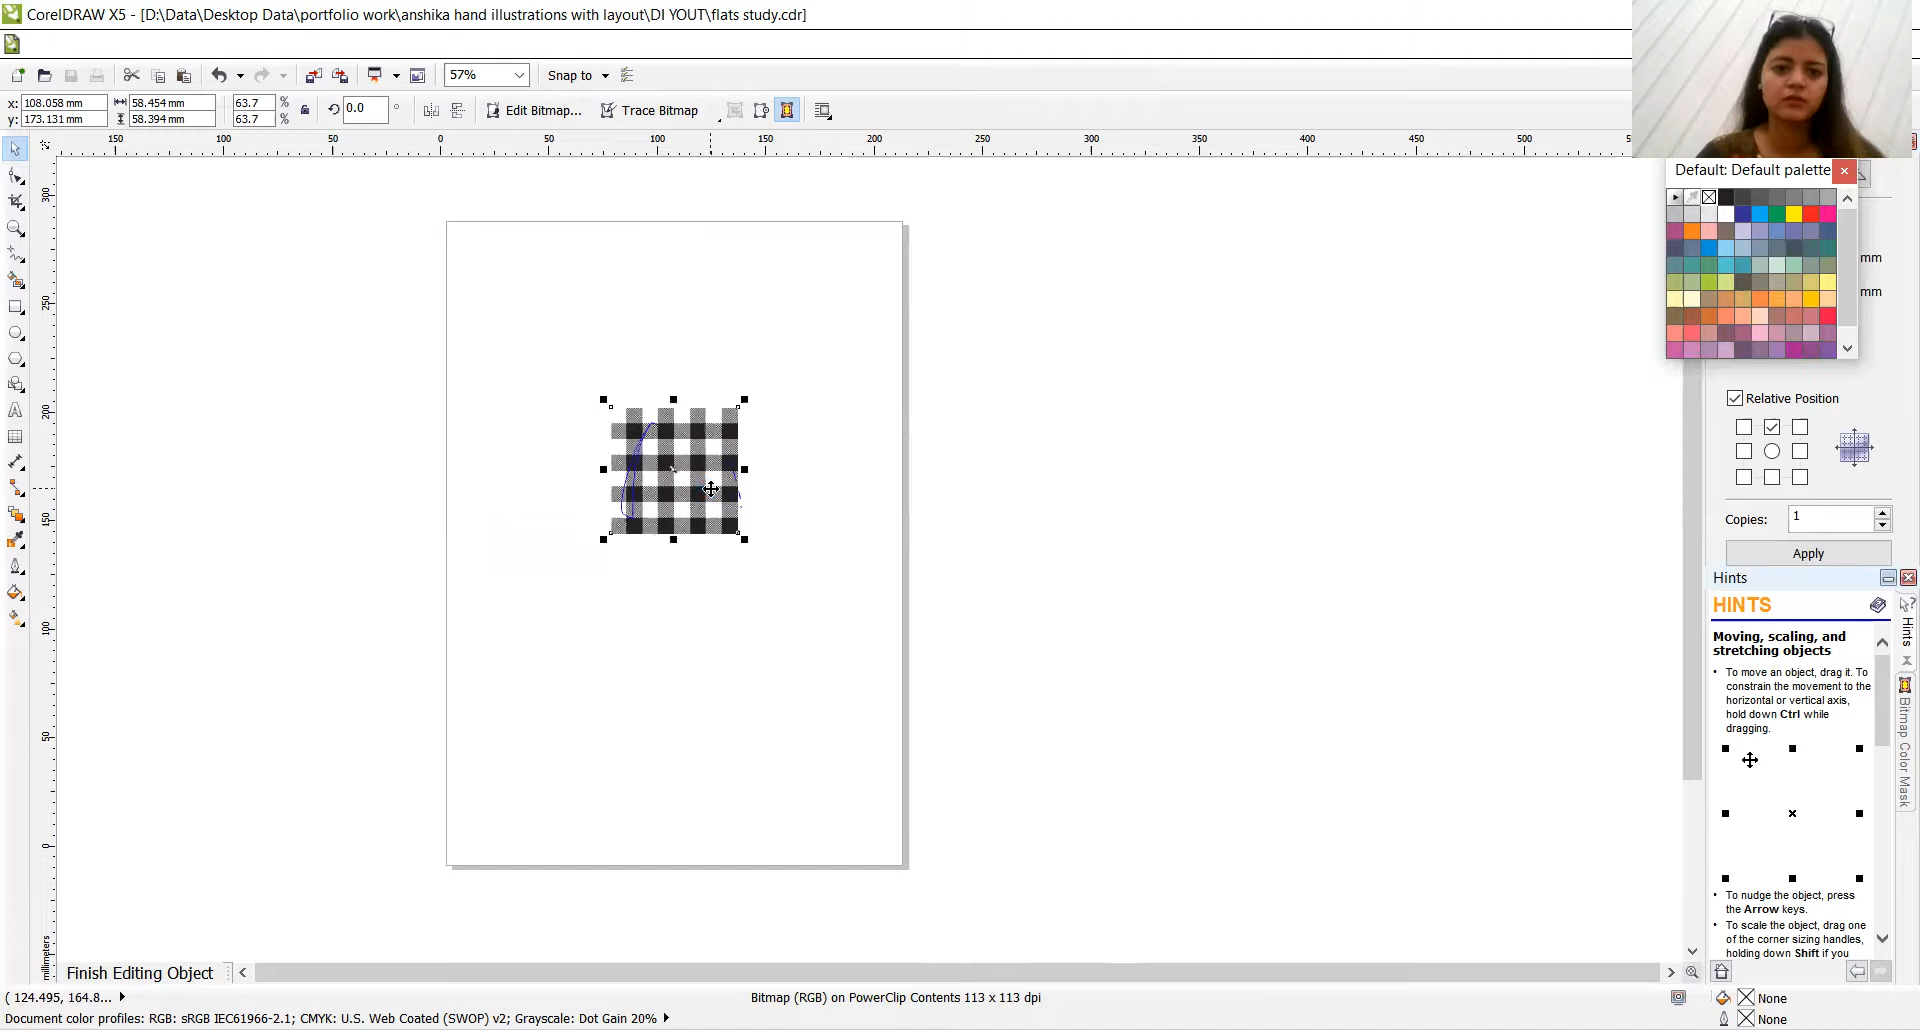 CorelDRAW X5 - [D:\Data\Desktop Data\portfolio work\anshika hand illustrations with layout\DI YOUT\flats study.cdr]
57%
Snap to
x: 108.058 mm 58.454 mm 63.7 %
y: 173.131 mm 58.394 mm 63.7 %
0.0 °
Edit Bitmap...
Trace Bitmap
150 100 50 0 50 100 150 200 250 300 350 400 450 500
300
250
200
150
100
50
0
millimeters
Default: Default palette
mm
mm
Relative Position
Copies: 1
Apply
Hints
HINTS
Moving, scaling, and
stretching objects
• To move an object, drag it. To
constrain the movement to the
horizontal or vertical axis,
hold down Ctrl while
dragging.
• To nudge the object, press
the Arrow keys.
• To scale the object, drag one
of the corner sizing handles,
holding down Shift if you
Hints
Bitmap Color Mask
Finish Editing Object
( 124.495, 164.8...
Bitmap (RGB) on PowerClip Contents 113 x 113 dpi
None
Document color profiles: RGB: sRGB IEC61966-2.1; CMYK: U.S. Web Coated (SWOP) v2; Grayscale: Dot Gain 20%
None